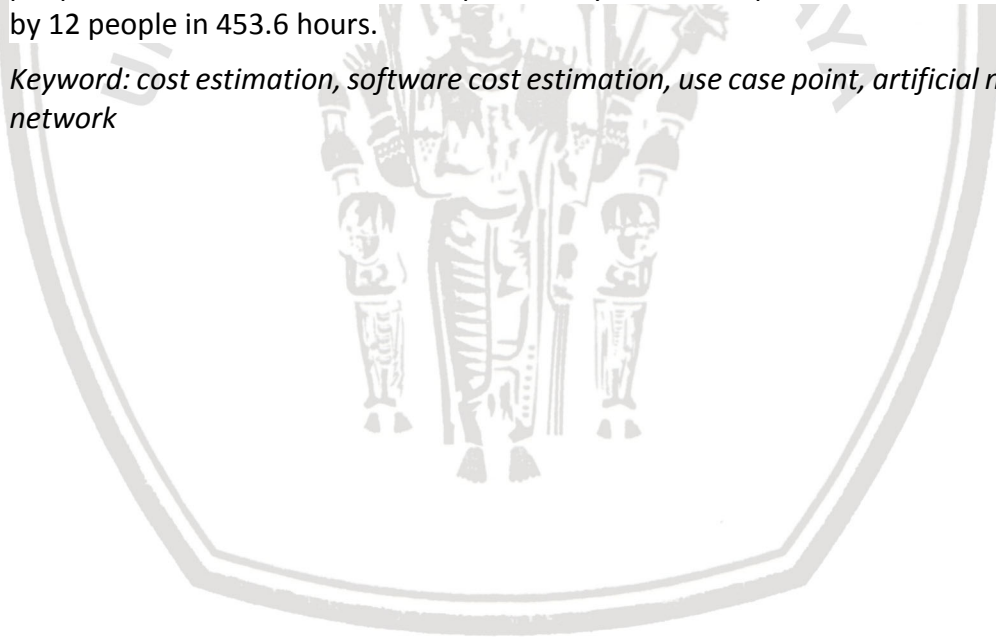 by 12 people in 453.6 hours.
Keyword: cost estimation, software cost estimation, use case point, artificial
network